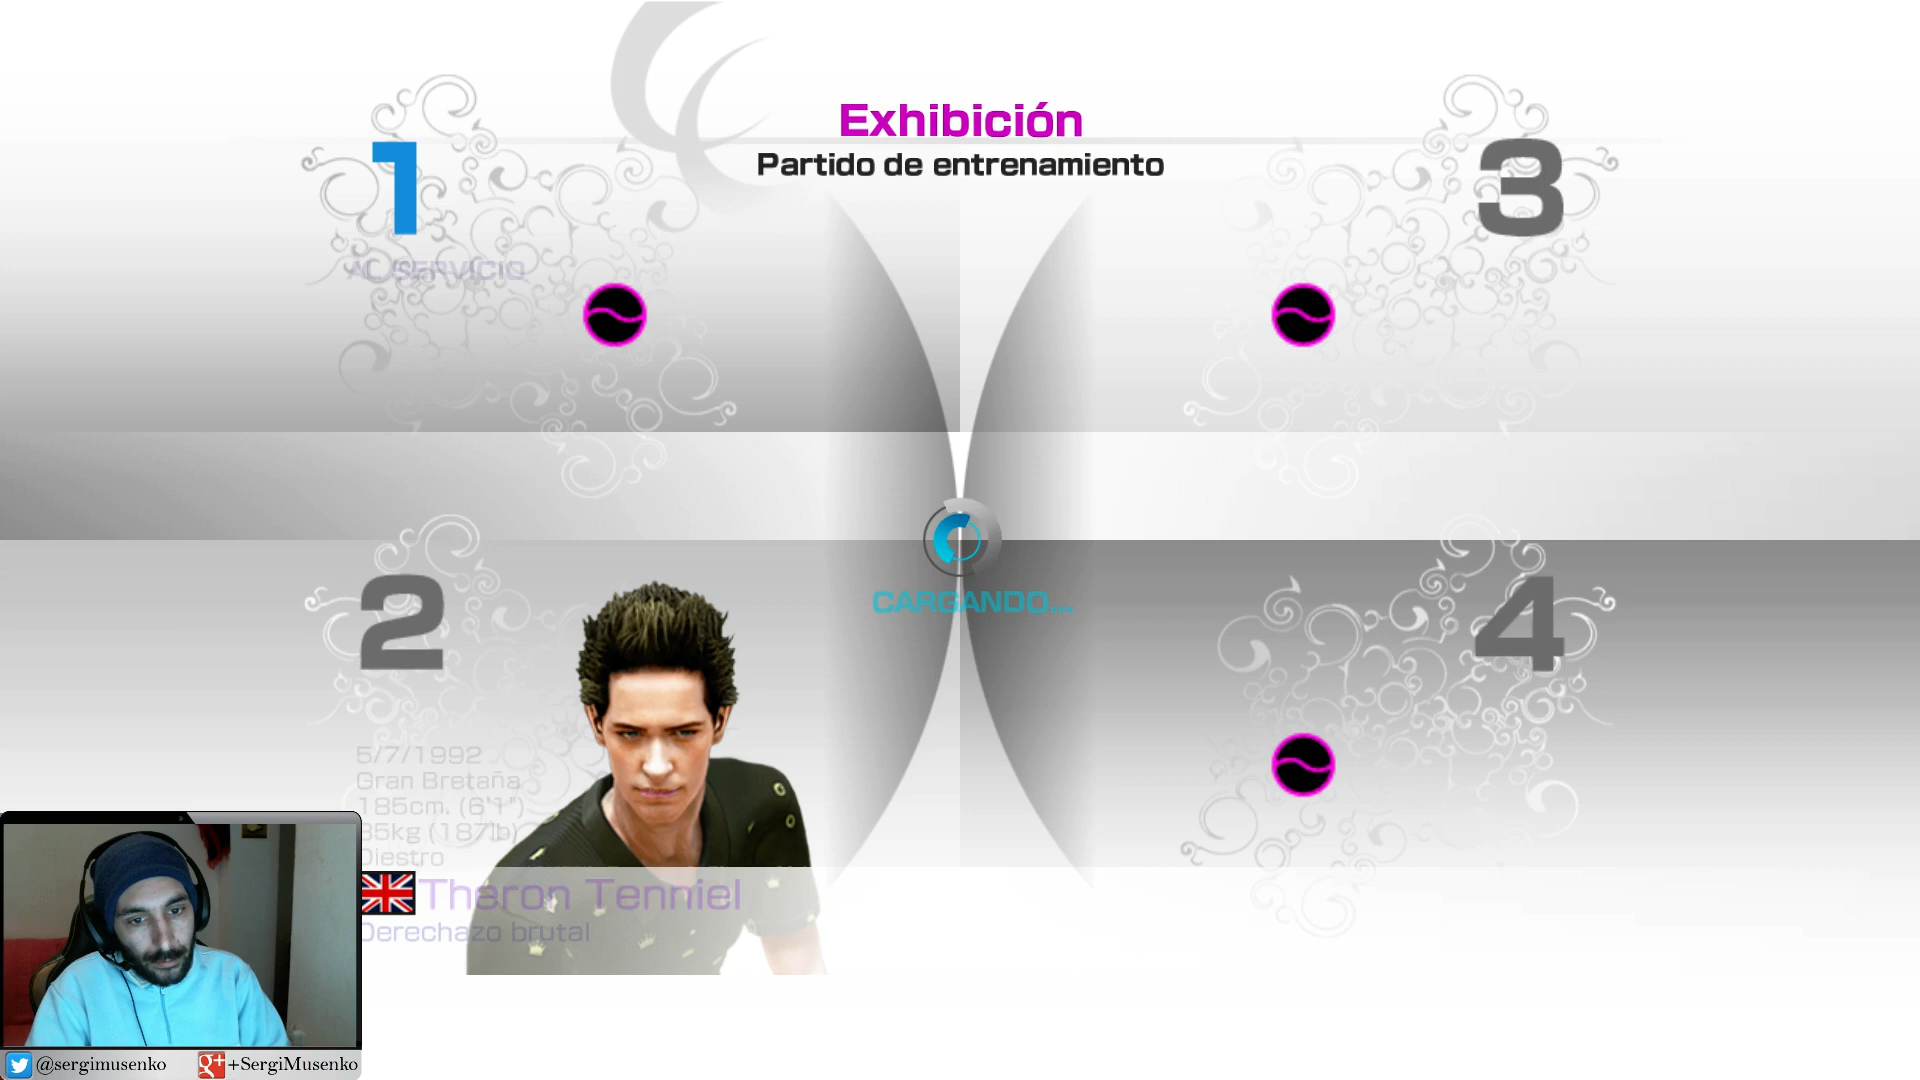 Exhibición
Partido de entrenamiento
1
AL SERVICIO
3
CARGANDO...
2
5/7/1992
Gran Bretaña
185cm. (6'1")
85kg (187lb)
Diestro
Theron Tenniel
Derechazo brutal
4
@sergimusenko
+SergiMusenko